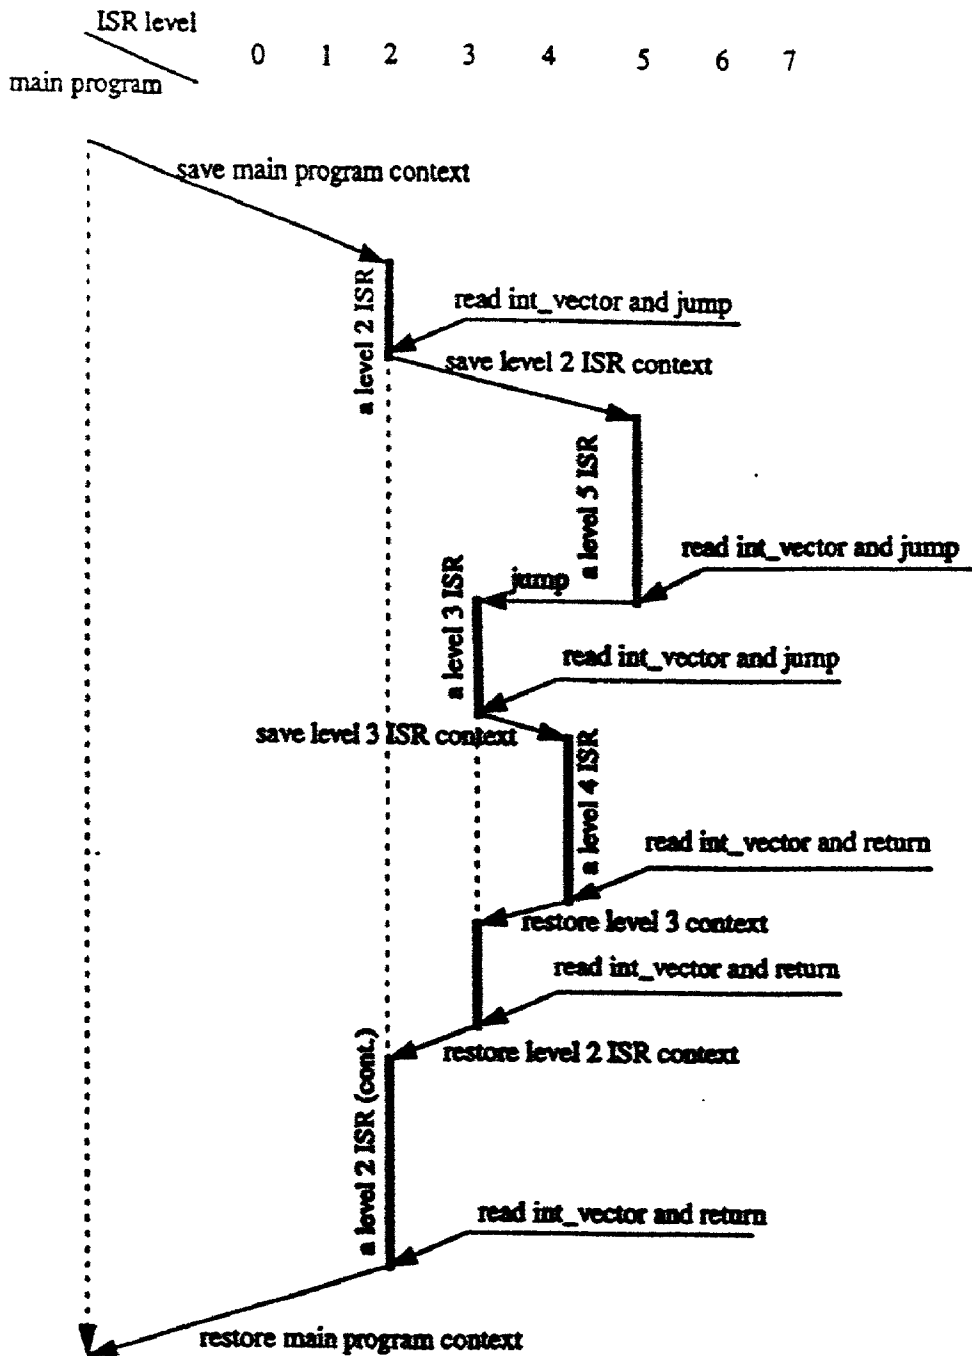 ISR level
0 1 2 3 4 5 6 7
main program
save main program context
a level 2 ISR
read int_vector and jump
save level 2 ISR context
a level 5 ISR
read int_vector and jump
jump
a level 3 ISR
read int_vector and jump
save level 3 ISR context
a level 4 ISR
read int_vector and return
restore level 3 context
read int_vector and return
restore level 2 ISR context
a level 2 ISR (cont.)
read int_vector and return
restore main program context